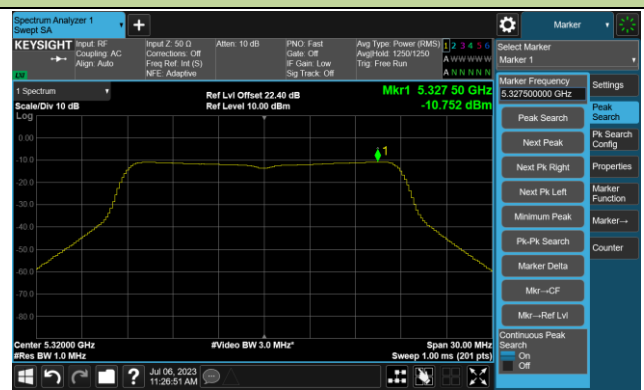 Spectrum Analyzer 1
Swept SA
Marker
KEYSIGHT
Input: RF
Coupling: AC
Align: Auto
Input Z: 50 Ω
Corrections: Off
Freq Ref: Int (S)
NFE: Adaptive
Atten: 10 dB
PNO: Fast
Gate: Off
IF Gain: Low
Sig Track: Off
Avg Type: Power (RMS)
Avg|Hold: 1250/1250
Trig: Free Run
1 2 3 4 5 6
A W W W W W
A N N N N N
LW
Select Marker
Marker 1
1 Spectrum
Scale/Div 10 dB
Log
Ref Lvl Offset 22.40 dB
Ref Level 10.00 dBm
Mkr1 5.327 50 GHz
-10.752 dBm
0.00
-10.0
-20.0
-30.0
-40.0
-50.0
-60.0
-70.0
-80.0
1
Center 5.32000 GHz
#Res BW 1.0 MHz
#Video BW 3.0 MHz*
Span 30.00 MHz
Sweep 1.00 ms (201 pts)
Marker Frequency
5.327500000 GHz
Peak Search
Next Peak
Next Pk Right
Next Pk Left
Minimum Peak
Pk-Pk Search
Marker Delta
Mkr→CF
Mkr→Ref Lvl
Continuous Peak
Search
On
Off
Settings
Peak
Search
Pk Search
Config
Properties
Marker
Function
Marker→
Counter
?
Jul 06, 2023
11:26:51 AM